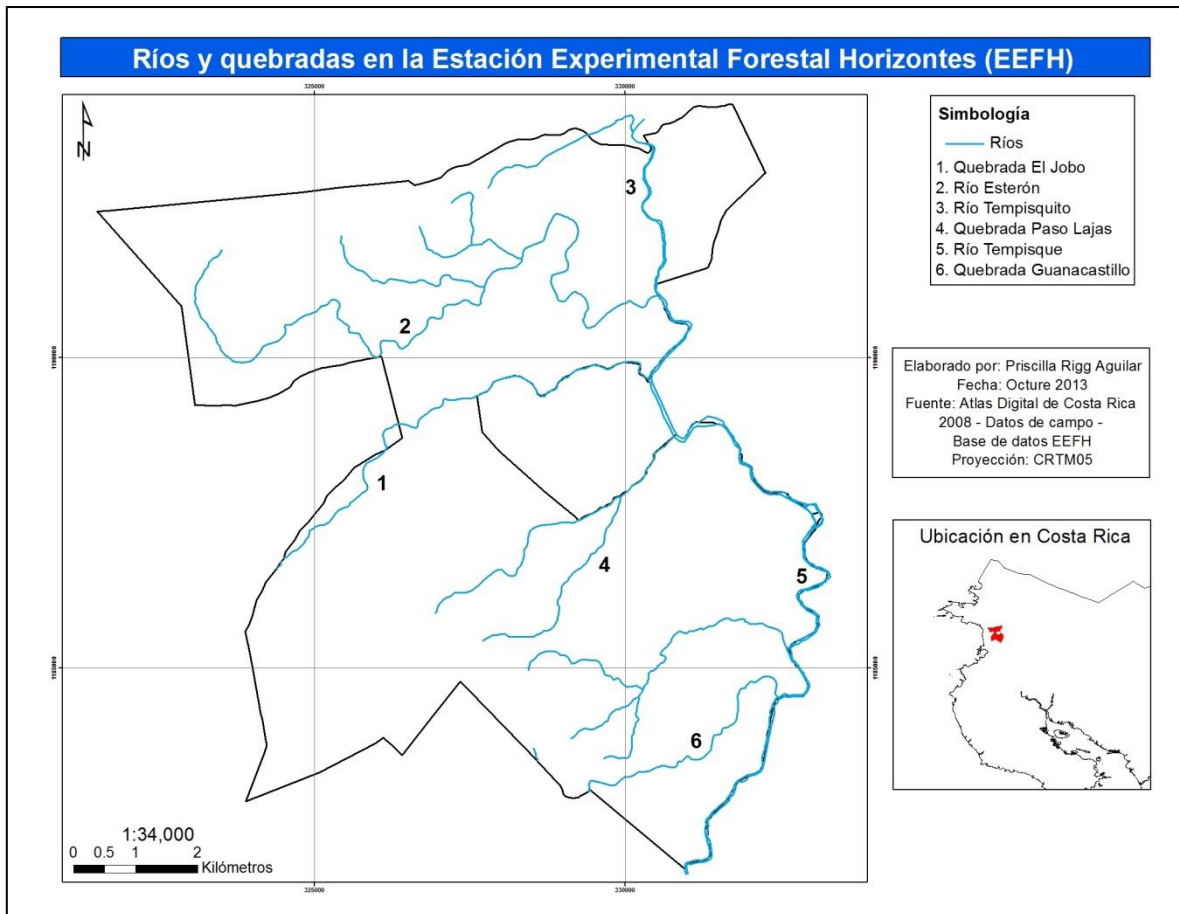 Ríos y quebradas en la Estación Experimental Forestal Horizontes (EEFH)
325000
330000
N
3
2
1190000
1190000
1
4
5
1185000
1185000
6
1:34,000
0 0.5 1 2
Kilómetros
325000
330000
Simbología
Ríos
1. Quebrada El Jobo
2. Río Esterón
3. Río Tempisquito
4. Quebrada Paso Lajas
5. Río Tempisque
6. Quebrada Guanacastillo
Elaborado por: Priscilla Rigg Aguilar
Fecha: Octure 2013
Fuente: Atlas Digital de Costa Rica
2008 - Datos de campo -
Base de datos EEFH
Proyección: CRTM05
Ubicación en Costa Rica